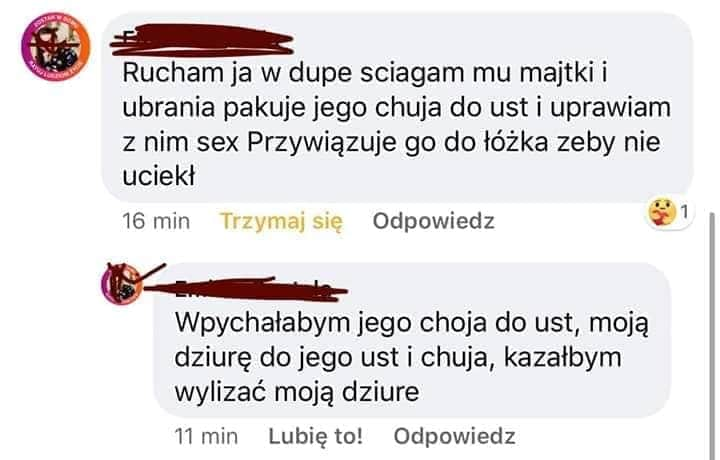 Rucham ja w dupe sciagam mu majtki i
ubrania pakuje jego chuja do ust i uprawiam
z nim sex Przywiązuje go do łóżka zeby nie
uciekł
16 min Trzymaj się Odpowiedz
1
Wpychałabym jego choja do ust, moją
dziurę do jego ust i chuja, kazałbym
wylizać moją dziure
11 min Lubię to! Odpowiedz